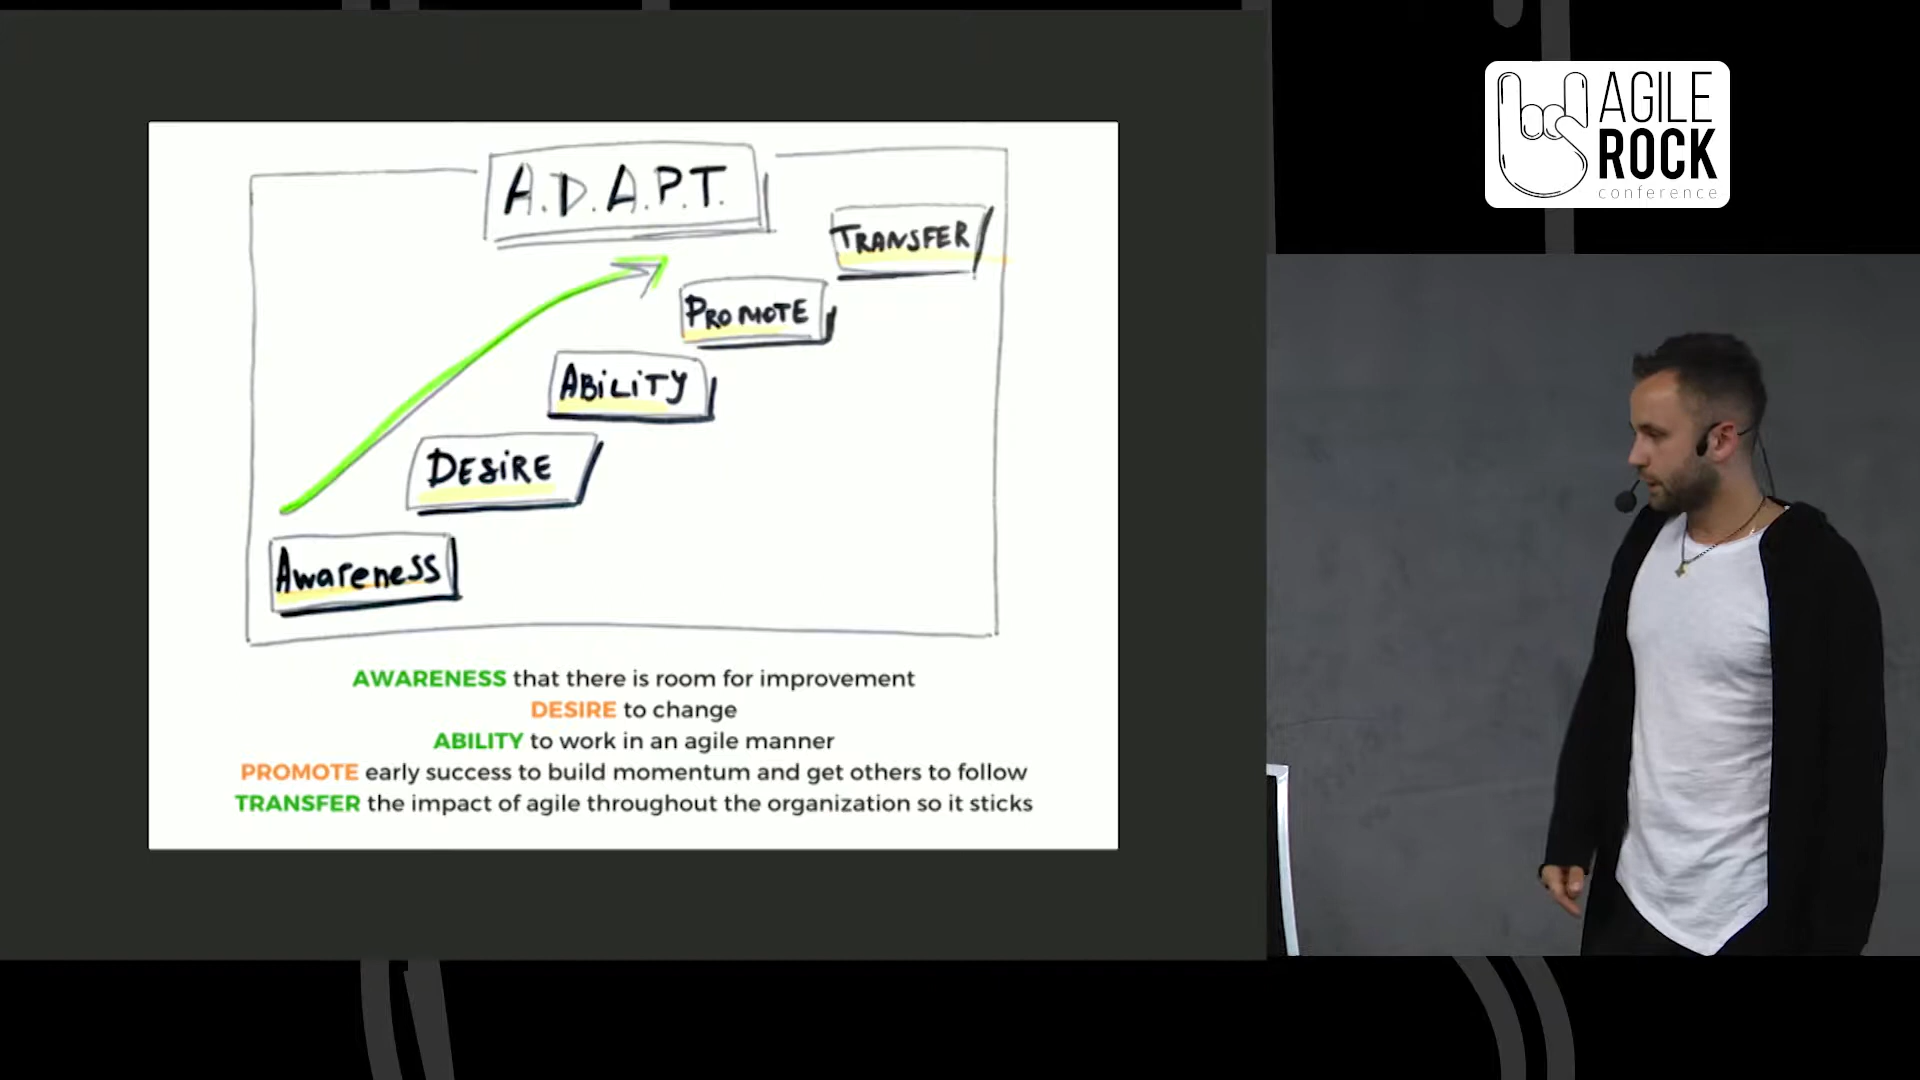 A.D.A.P.T.
TRANSFER
PROMOTE
ABILITY
DESIRE
Awareness
AWARENESS that there is room for improvement
DESIRE to change
ABILITY to work in an agile manner
PROMOTE early success to build momentum and get others to follow
TRANSFER the impact of agile throughout the organization so it sticks
AGILE
ROCK
conference